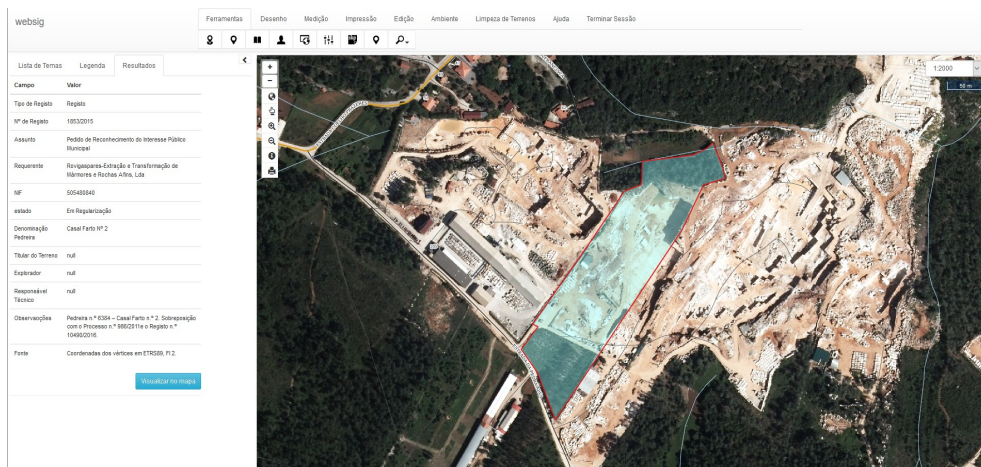 websig
Ferramentas Desenho Medição Impressão Edição Ambiente Limpeza de Terrenos Ajuda Terminar Sessão
Lista de Temas Legenda Resultados
Campo Valor
Tipo de Registo Registo
Nº de Registo 1853/2015
Assunto Pedido de Reconhecimento do Interesse Público
Municipal
Requerente Rovigaspares-Extração e Transformação de
Mármores e Rochas Afins, Lda
NIF 505480840
estado Em Regularização
Denominação Casal Farto Nº 2
Pedreira
Titular do Terreno null
Explorador null
Responsável null
Técnico
Observaoções Pedreira n.º 6384 – Casal Farto n.º 2. Sobreposição
com o Processo n.º 986/2011e o Registo n.º
10490/2016.
Fonte Coordenadas dos vértices em ETRS89, Fl 2.
Visualizar no mapa
+
−
1:2000
50 m